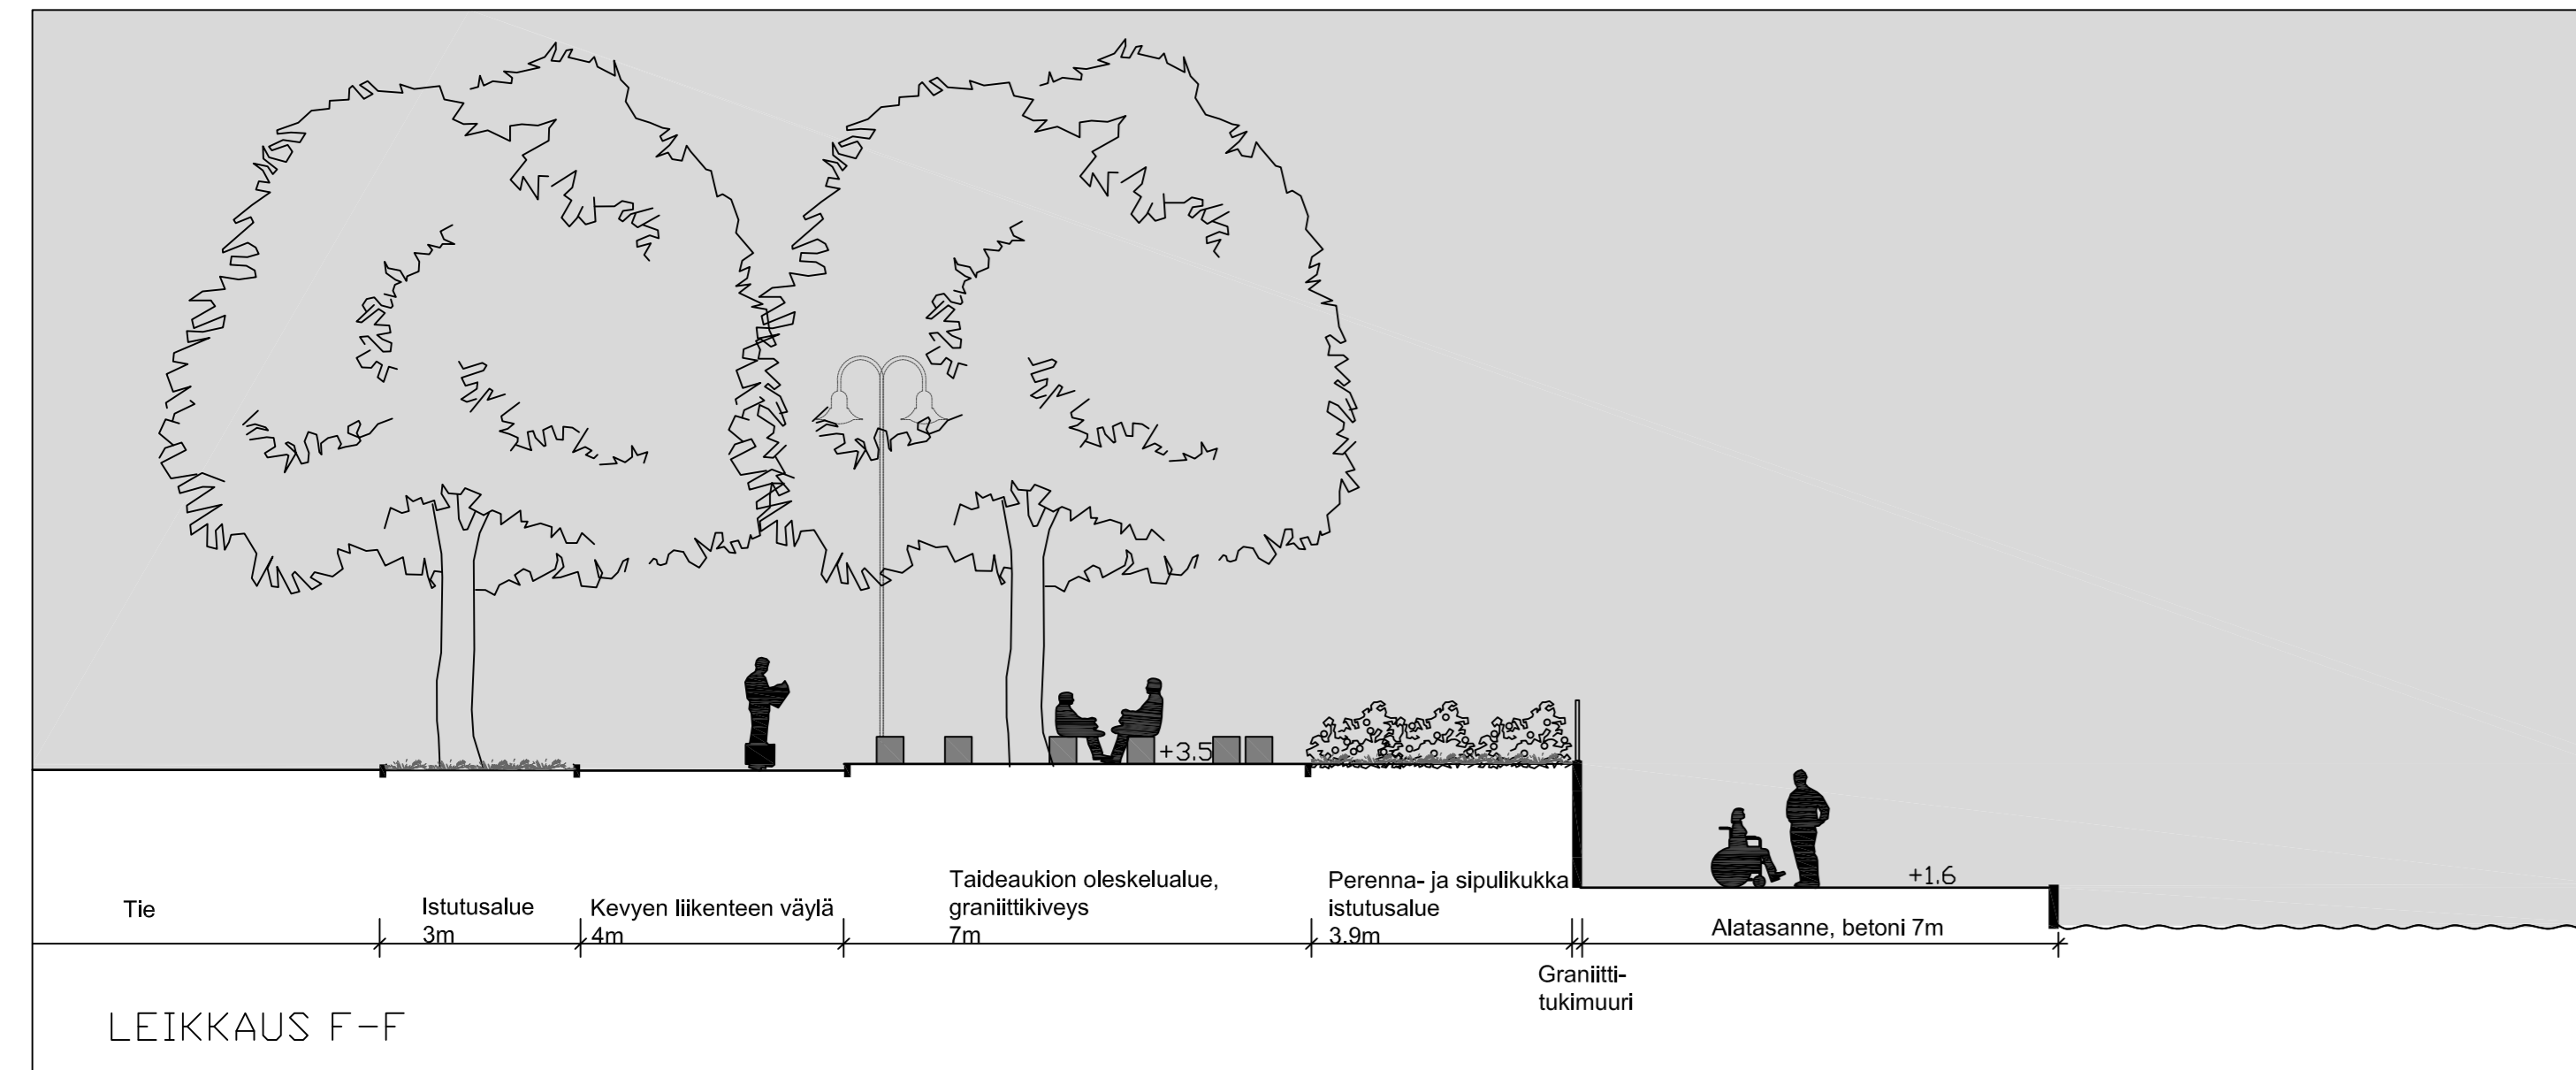 +3.5
+1.6
Tie
Istutusalue
3m
Kevyen liikenteen väylä
4m
Taideaukion oleskelualue,
graniittikiveys
7m
Perenna- ja sipulikukka
istutusalue
3.9m
Alatasanne, betoni 7m
Graniitti-
tukimuuri
LEIKKAUS F-F